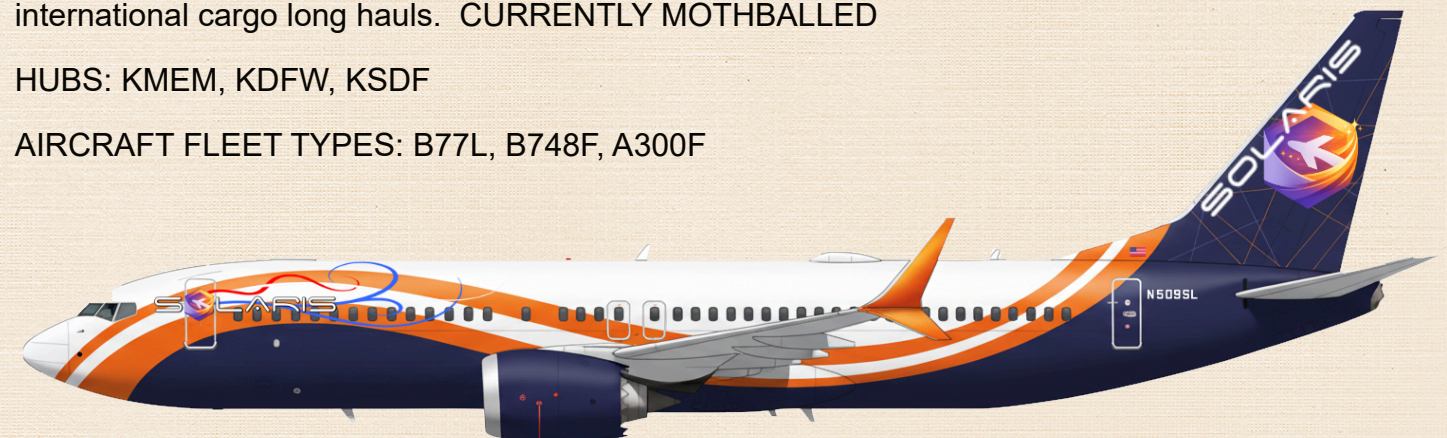 international cargo long hauls.  CURRENTLY MOTHBALLED
HUBS: KMEM, KDFW, KSDF
AIRCRAFT FLEET TYPES: B77L, B748F, A300F
SOLARIS
SOLARIS
N509SL